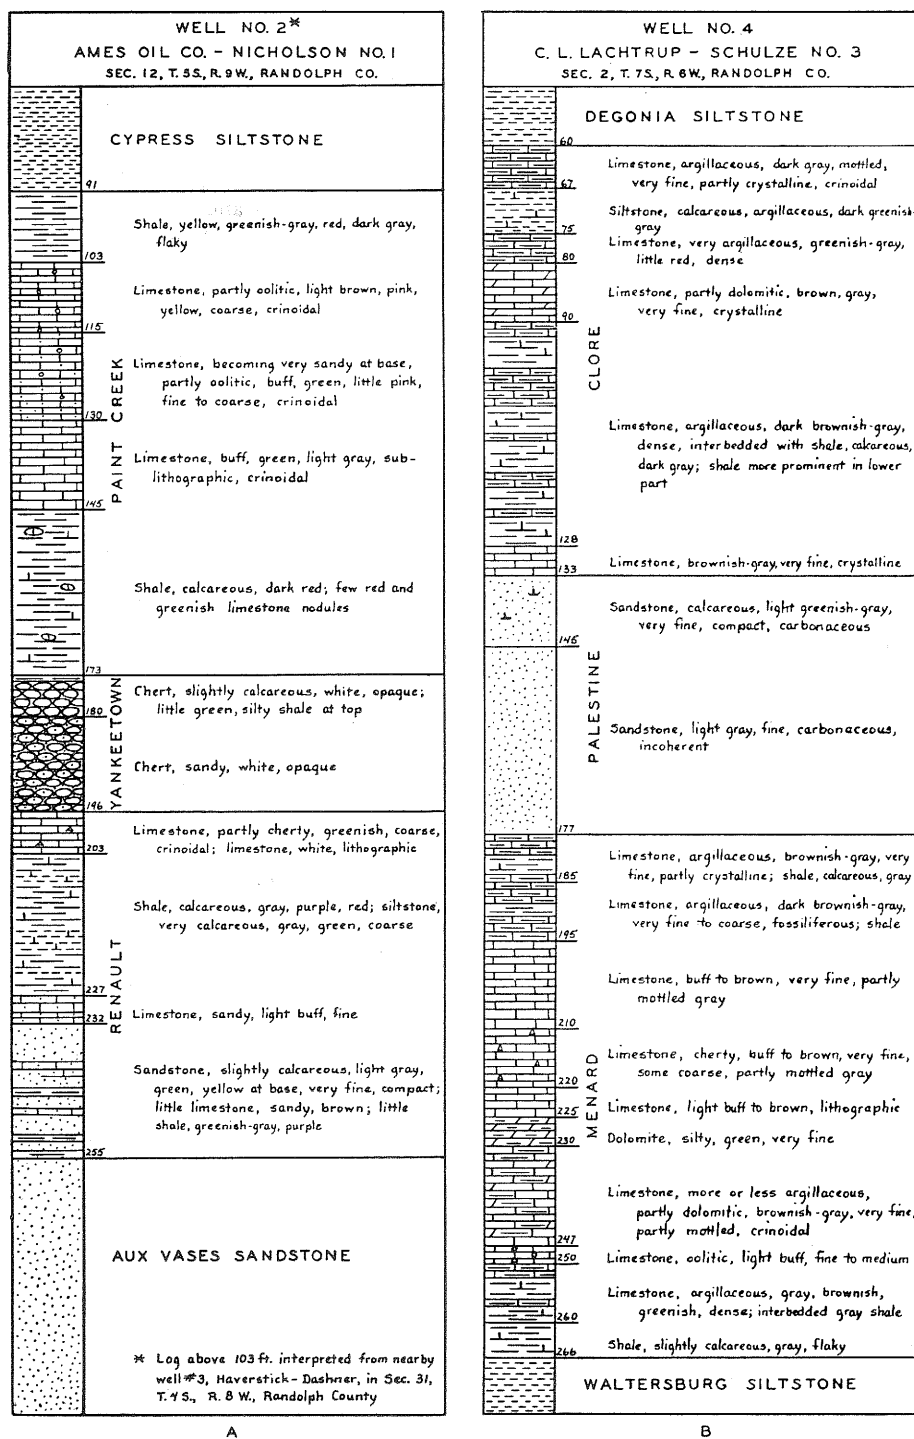 WELL NO. 2*
AMES OIL CO. - NICHOLSON NO. 1
SEC. 12, T. 5S., R. 9W., RANDOLPH CO.
CYPRESS SILTSTONE
91
Shale, yellow, greenish-gray, red, dark gray,
flaky
103
Limestone, partly oolitic, light brown, pink,
yellow, coarse, crinoidal
115
PAINT CREEK
Limestone, becoming very sandy at base,
partly oolitic, buff, green, little pink,
fine to coarse, crinoidal
130
Limestone, buff, green, light gray, sub-
lithographic, crinoidal
145
Shale, calcareous, dark red; few red and
greenish limestone nodules
173
YANKEETOWN
Chert, slightly calcareous, white, opaque;
little green, silty shale at top
180
Chert, sandy, white, opaque
196
Limestone, partly cherty, greenish, coarse,
crinoidal; limestone, white, lithographic
203
RENAULT
Shale, calcareous, gray, purple, red; siltstone,
very calcareous, gray, green, coarse
227
Limestone, sandy, light buff, fine
232
Sandstone, slightly calcareous, light gray,
green, yellow at base, very fine, compact;
little limestone, sandy, brown; little
shale, greenish-gray, purple
255
AUX VASES SANDSTONE
* Log above 103 ft. interpreted from nearby
well #3, Haverstick - Dashner, in Sec. 31,
T. 4 S., R. 8 W., Randolph County
A
WELL NO. 4
C. L. LACHTRUP - SCHULZE NO. 3
SEC. 2, T. 7S., R. 6W., RANDOLPH CO.
DEGONIA SILTSTONE
60
Limestone, argillaceous, dark gray, mottled,
very fine, partly crystalline, crinoidal
67
Siltstone, calcareous, argillaceous, dark greenish-
gray
75
Limestone, very argillaceous, greenish-gray,
little red, dense
80
Limestone, partly dolomitic, brown, gray,
very fine, crystalline
90
CLORE
Limestone, argillaceous, dark brownish-gray,
dense, interbedded with shale, calcareous,
dark gray; shale more prominent in lower
part
128
Limestone, brownish-gray, very fine, crystalline
133
Sandstone, calcareous, light greenish-gray,
very fine, compact, carbonaceous
145
PALESTINE
Sandstone, light gray, fine, carbonaceous,
incoherent
177
Limestone, argillaceous, brownish-gray, very
fine, partly crystalline; shale, calcareous, gray
185
Limestone, argillaceous, dark brownish-gray,
very fine to coarse, fossiliferous; shale
195
Limestone, buff to brown, very fine, partly
mottled gray
210
MENARD
Limestone, cherty, buff to brown, very fine,
some coarse, partly mottled gray
220
Limestone, light buff to brown, lithographic
225
Dolomite, silty, green, very fine
230
Limestone, more or less argillaceous,
partly dolomitic, brownish-gray, very fine,
partly mottled, crinoidal
247
Limestone, oolitic, light buff, fine to medium
250
Limestone, argillaceous, gray, brownish,
greenish, dense; interbedded gray shale
260
Shale, slightly calcareous, gray, flaky
266
WALTERSBURG SILTSTONE
B